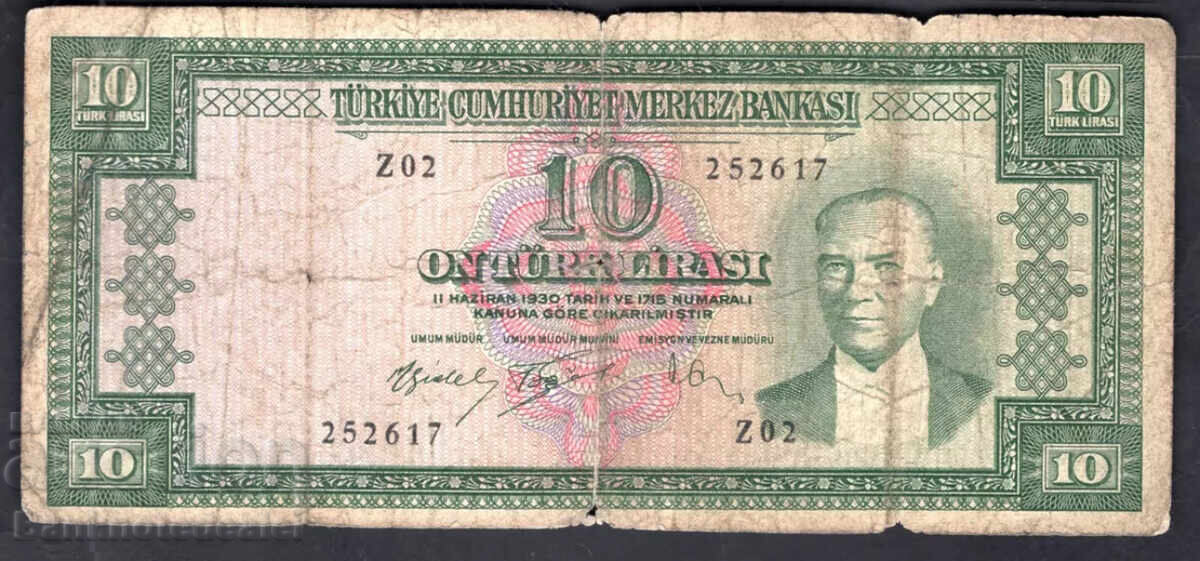 10 10
TÜRK LİRASI TÜRK LİRASI
TÜRKİYE CUMHURİYET MERKEZ BANKASI
Z02 252617
10
ON TÜRK LİRASI
11 HAZİRAN 1930 TARİH VE 1715 NUMARALI
KANUNA GÖRE ÇIKARILMIŞTIR
UMUM MÜDÜR UMUM MÜDÜR MUAVİNİ EMİSYON VE VEZNE MÜDÜRÜ
252617 Z02
10 10
Banknotedealer